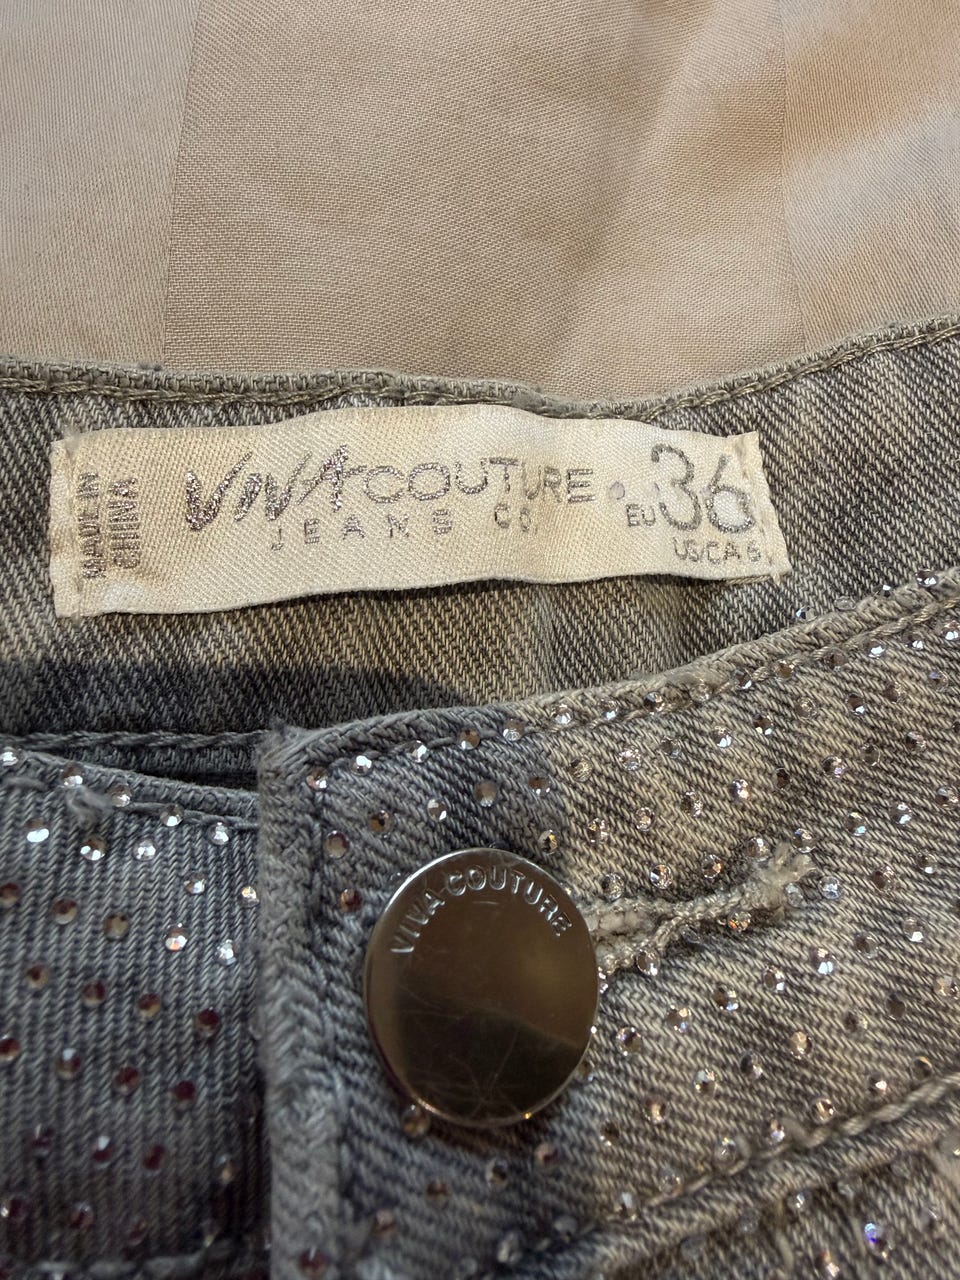 MADE IN
CHINA
VIVA COUTURE
JEANS CO
EU 36
US/CA 6
VIVA COUTURE